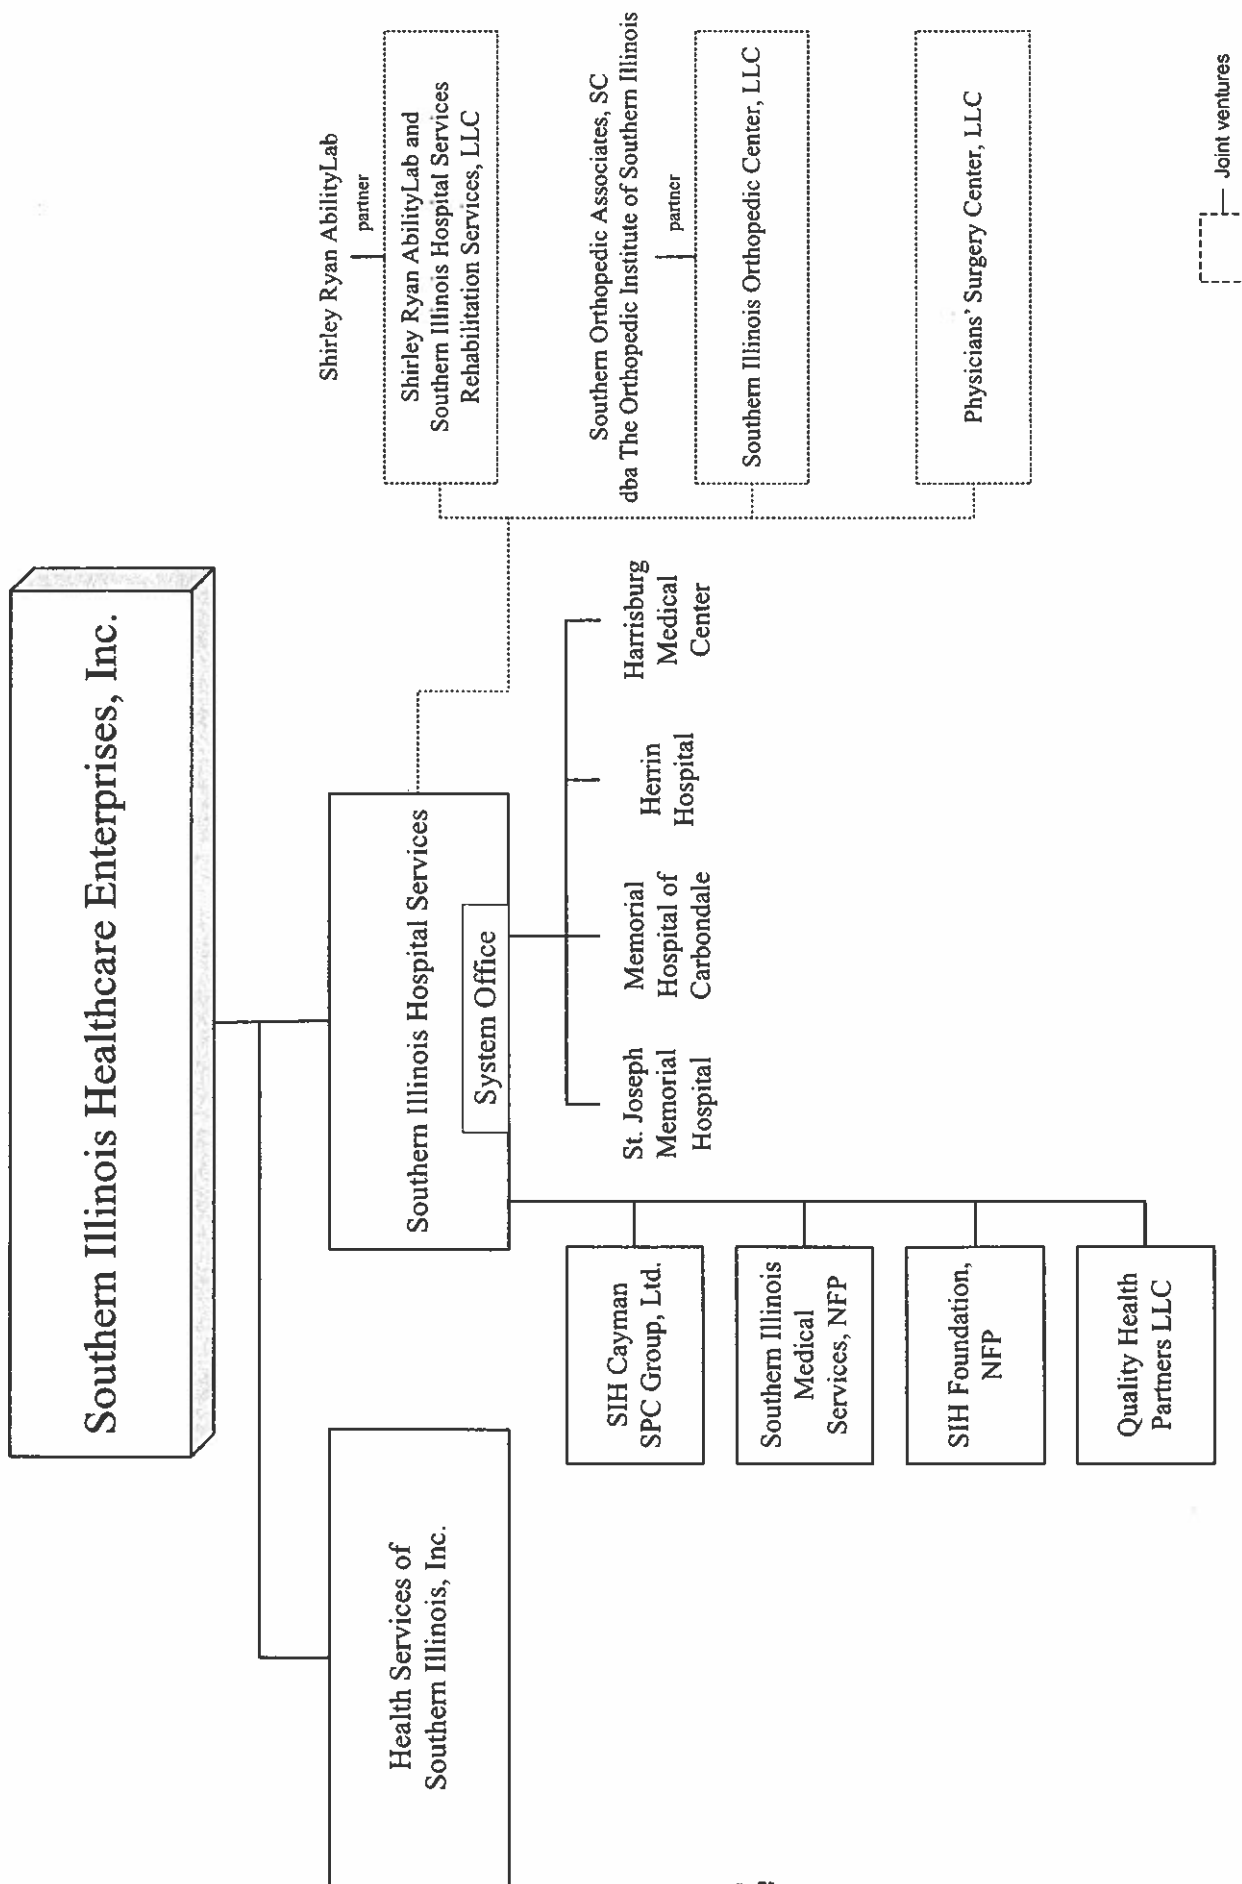 Southern Illinois Healthcare Enterprises, Inc.
Health Services of
Southern Illinois, Inc.
Southern Illinois Hospital Services
System Office
SIH Cayman
SPC Group, Ltd.
Southern Illinois
Medical
Services, NFP
SIH Foundation,
NFP
Quality Health
Partners LLC
St. Joseph
Memorial
Hospital
Memorial
Hospital of
Carbondale
Herrin
Hospital
Harrisburg
Medical
Center
Shirley Ryan AbilityLab
partner
Shirley Ryan AbilityLab and
Southern Illinois Hospital Services
Rehabilitation Services, LLC
Southern Orthopedic Associates, SC
dba The Orthopedic Institute of Southern Illinois
partner
Southern Illinois Orthopedic Center, LLC
Physicians’ Surgery Center, LLC
Joint ventures